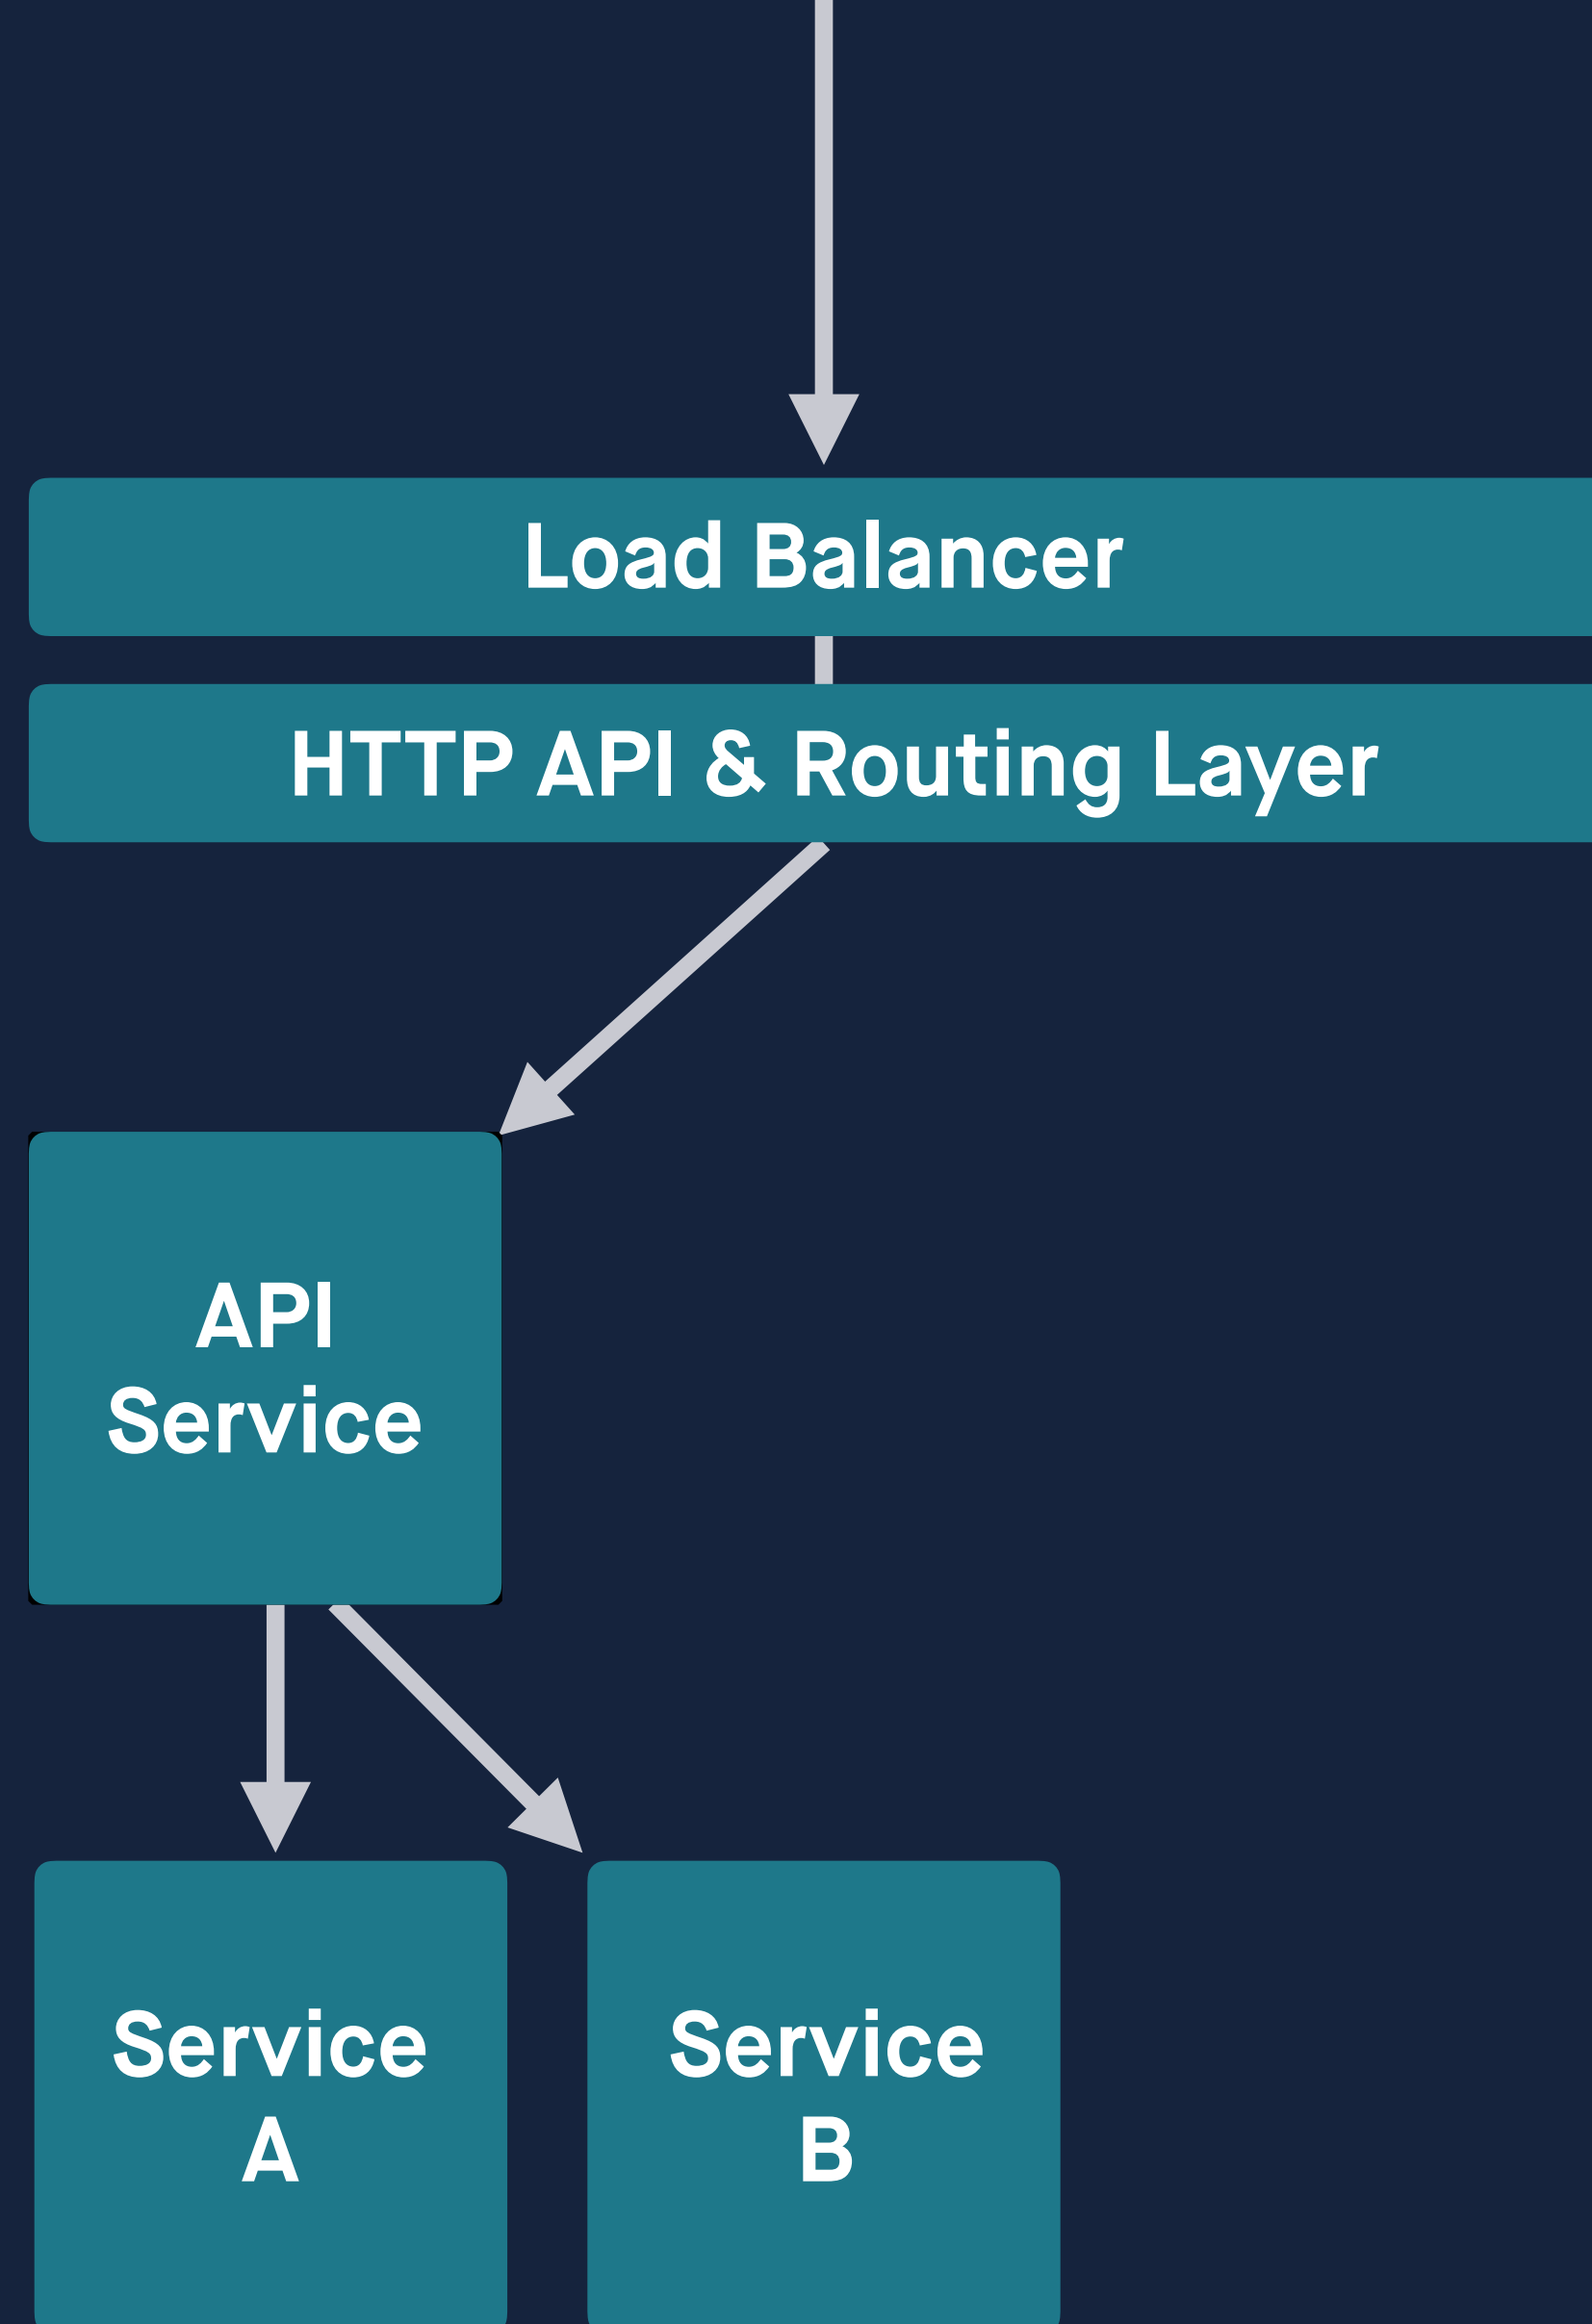 Load Balancer
HTTP API & Routing Layer
API
Service
Service
A
Service
B